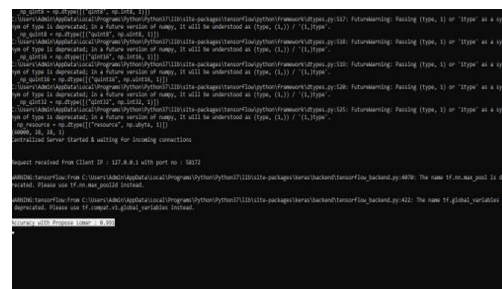 _np_qint8 = np.dtype([("qint8", np.int8, 1)])
C:\Users\Admin\AppData\Local\Programs\Python\Python37\lib\site-packages\tensorflow\python\framework\dtypes.py:517: FutureWarning: Passing (type, 1) or '1type' as a sy
ym of type is deprecated; in a future version of numpy, it will be understood as (type, (1,)) / '(1,)type'.
_np_quint8 = np.dtype([("quint8", np.uint8, 1)])
C:\Users\Admin\AppData\Local\Programs\Python\Python37\lib\site-packages\tensorflow\python\framework\dtypes.py:518: FutureWarning: Passing (type, 1) or '1type' as a sy
ym of type is deprecated; in a future version of numpy, it will be understood as (type, (1,)) / '(1,)type'.
_np_qint16 = np.dtype([("qint16", np.int16, 1)])
C:\Users\Admin\AppData\Local\Programs\Python\Python37\lib\site-packages\tensorflow\python\framework\dtypes.py:519: FutureWarning: Passing (type, 1) or '1type' as a sy
ym of type is deprecated; in a future version of numpy, it will be understood as (type, (1,)) / '(1,)type'.
_np_quint16 = np.dtype([("quint16", np.uint16, 1)])
C:\Users\Admin\AppData\Local\Programs\Python\Python37\lib\site-packages\tensorflow\python\framework\dtypes.py:520: FutureWarning: Passing (type, 1) or '1type' as a sy
ym of type is deprecated; in a future version of numpy, it will be understood as (type, (1,)) / '(1,)type'.
_np_qint32 = np.dtype([("qint32", np.int32, 1)])
C:\Users\Admin\AppData\Local\Programs\Python\Python37\lib\site-packages\tensorflow\python\framework\dtypes.py:525: FutureWarning: Passing (type, 1) or '1type' as a sy
ym of type is deprecated; in a future version of numpy, it will be understood as (type, (1,)) / '(1,)type'.
np_resource = np.dtype([("resource", np.ubyte, 1)])
(60000, 28, 28, 1)
Centralized Server Started & waiting for incoming connections
Request received from Client IP : 127.0.0.1 with port no : 58172
WARNING:tensorflow:From C:\Users\Admin\AppData\Local\Programs\Python\Python37\lib\site-packages\keras\backend\tensorflow_backend.py:4070: The name tf.nn.max_pool is d
recated. Please use tf.nn.max_pool2d instead.
WARNING:tensorflow:From C:\Users\Admin\AppData\Local\Programs\Python\Python37\lib\site-packages\keras\backend\tensorflow_backend.py:422: The name tf.global_variables
deprecated. Please use tf.compat.v1.global_variables instead.
Accuracy with Propose Lomar : 0.993